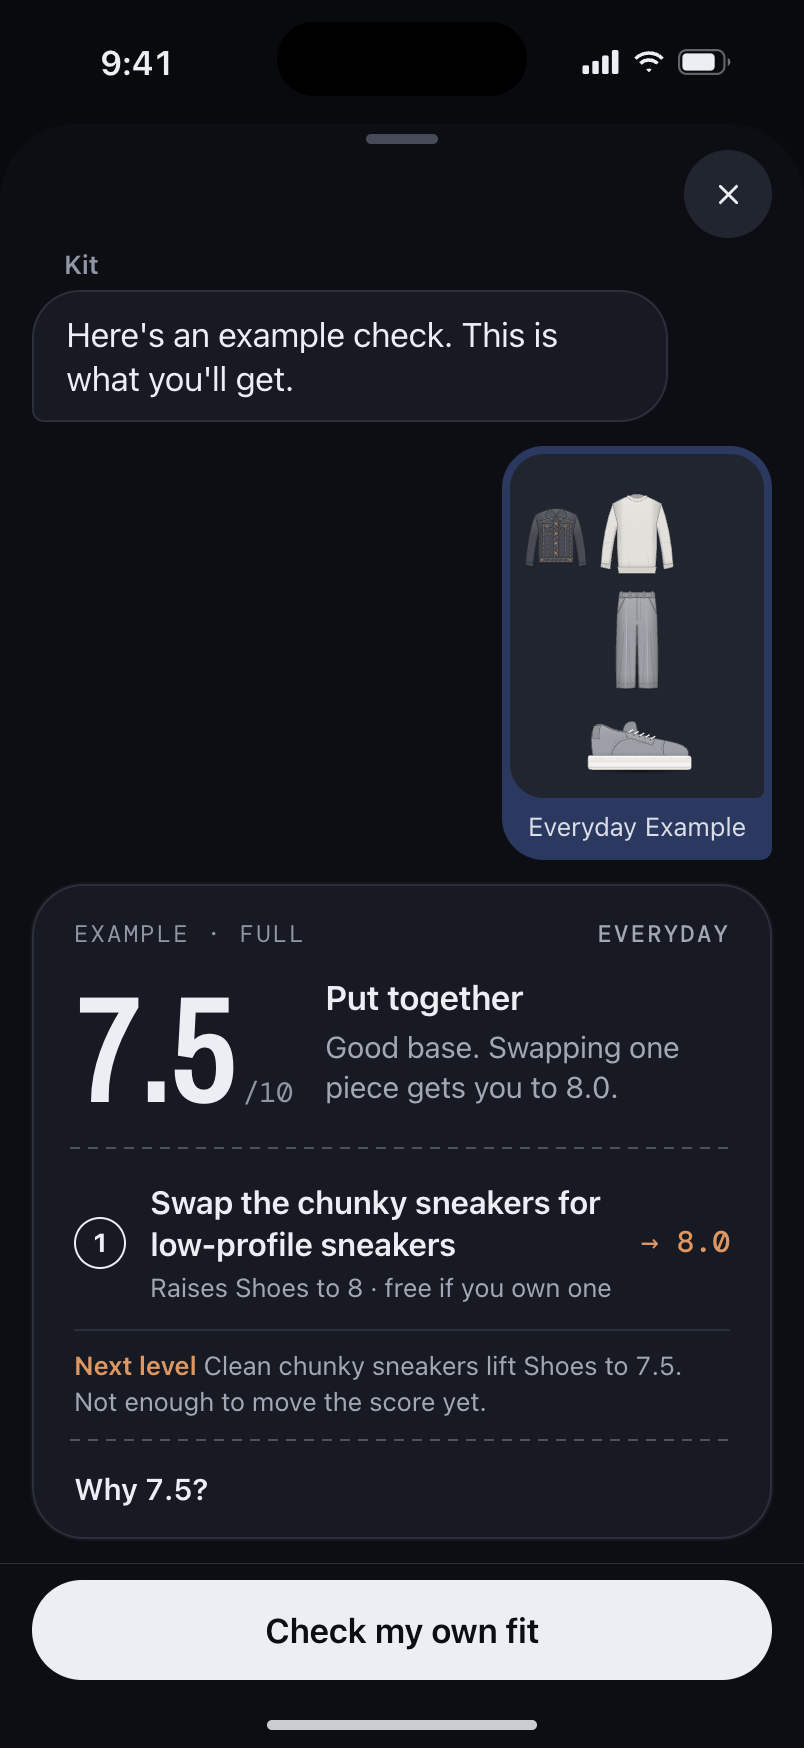 9:41
Kit
Here's an example check. This is
what you'll get.
Everyday Example
EXAMPLE · FULL
EVERYDAY
7.5 /10
Put together
Good base. Swapping one
piece gets you to 8.0.
1
Swap the chunky sneakers for
low-profile sneakers
→ 8.0
Raises Shoes to 8 · free if you own one
Next level Clean chunky sneakers lift Shoes to 7.5.
Not enough to move the score yet.
Why 7.5?
Check my own fit